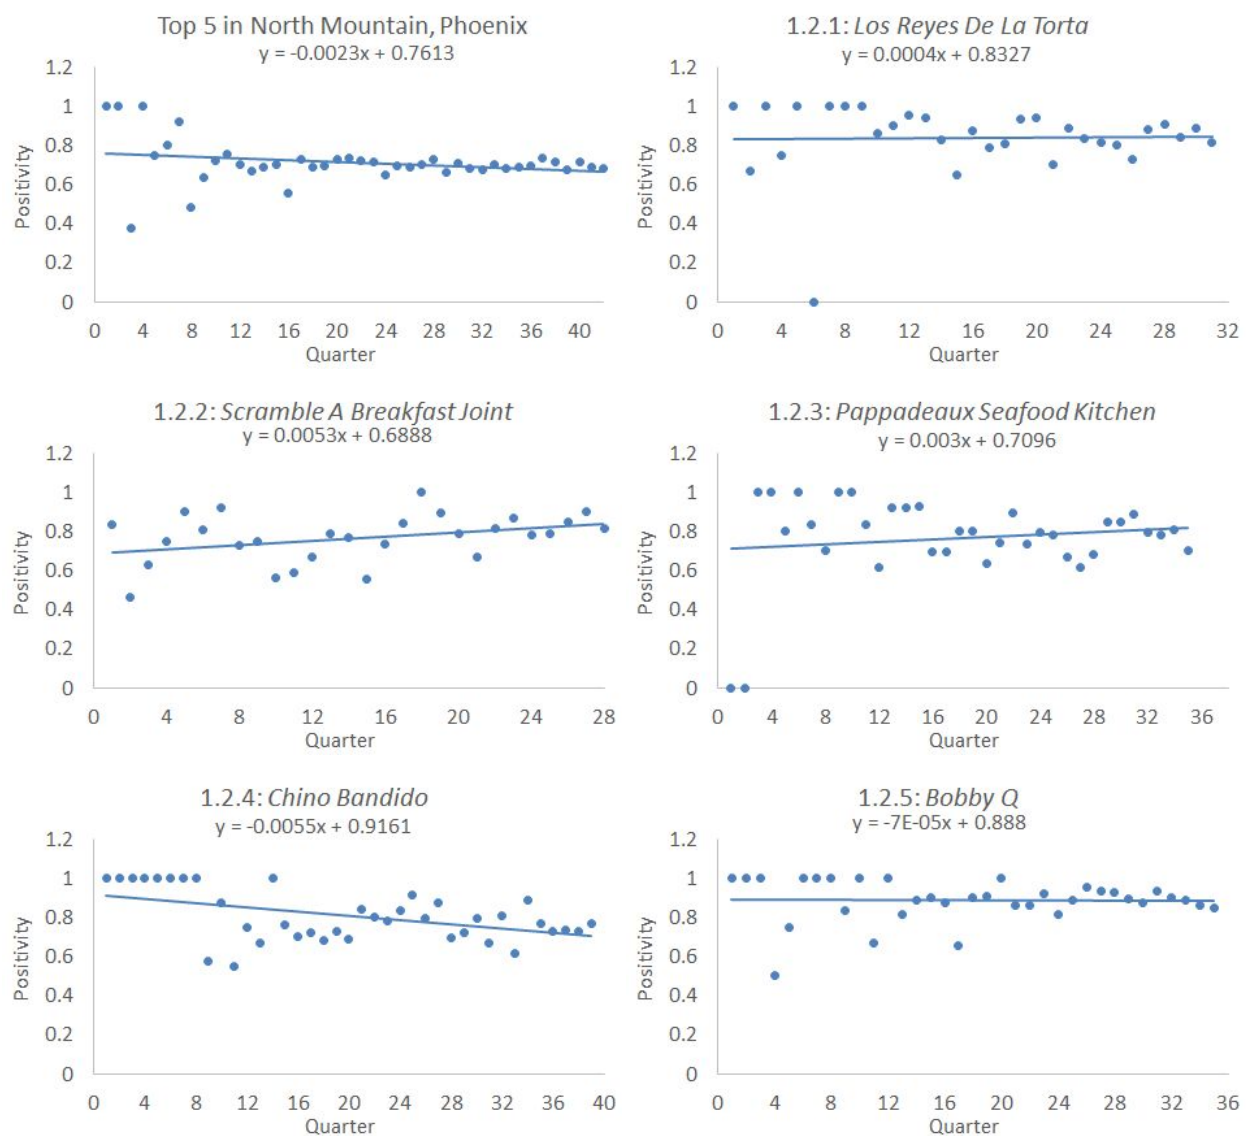 Top 5 in North Mountain, Phoenix
y = -0.0023x + 0.7613
1.2
1
0.8
0.6
0.4
0.2
0
Positivity
0 4 8 12 16 20 24 28 32 36 40
Quarter
1.2.1: Los Reyes De La Torta
y = 0.0004x + 0.8327
1.2
1
0.8
0.6
0.4
0.2
0
Positivity
0 4 8 12 16 20 24 28 32
Quarter
1.2.2: Scramble A Breakfast Joint
y = 0.0053x + 0.6888
1.2
1
0.8
0.6
0.4
0.2
0
Positivity
0 4 8 12 16 20 24 28
Quarter
1.2.3: Pappadeaux Seafood Kitchen
y = 0.003x + 0.7096
1.2
1
0.8
0.6
0.4
0.2
0
Positivity
0 4 8 12 16 20 24 28 32 36
Quarter
1.2.4: Chino Bandido
y = -0.0055x + 0.9161
1.2
1
0.8
0.6
0.4
0.2
0
Positivity
0 4 8 12 16 20 24 28 32 36 40
Quarter
1.2.5: Bobby Q
y = -7E-05x + 0.888
1.2
1
0.8
0.6
0.4
0.2
0
Positivity
0 4 8 12 16 20 24 28 32 36
Quarter